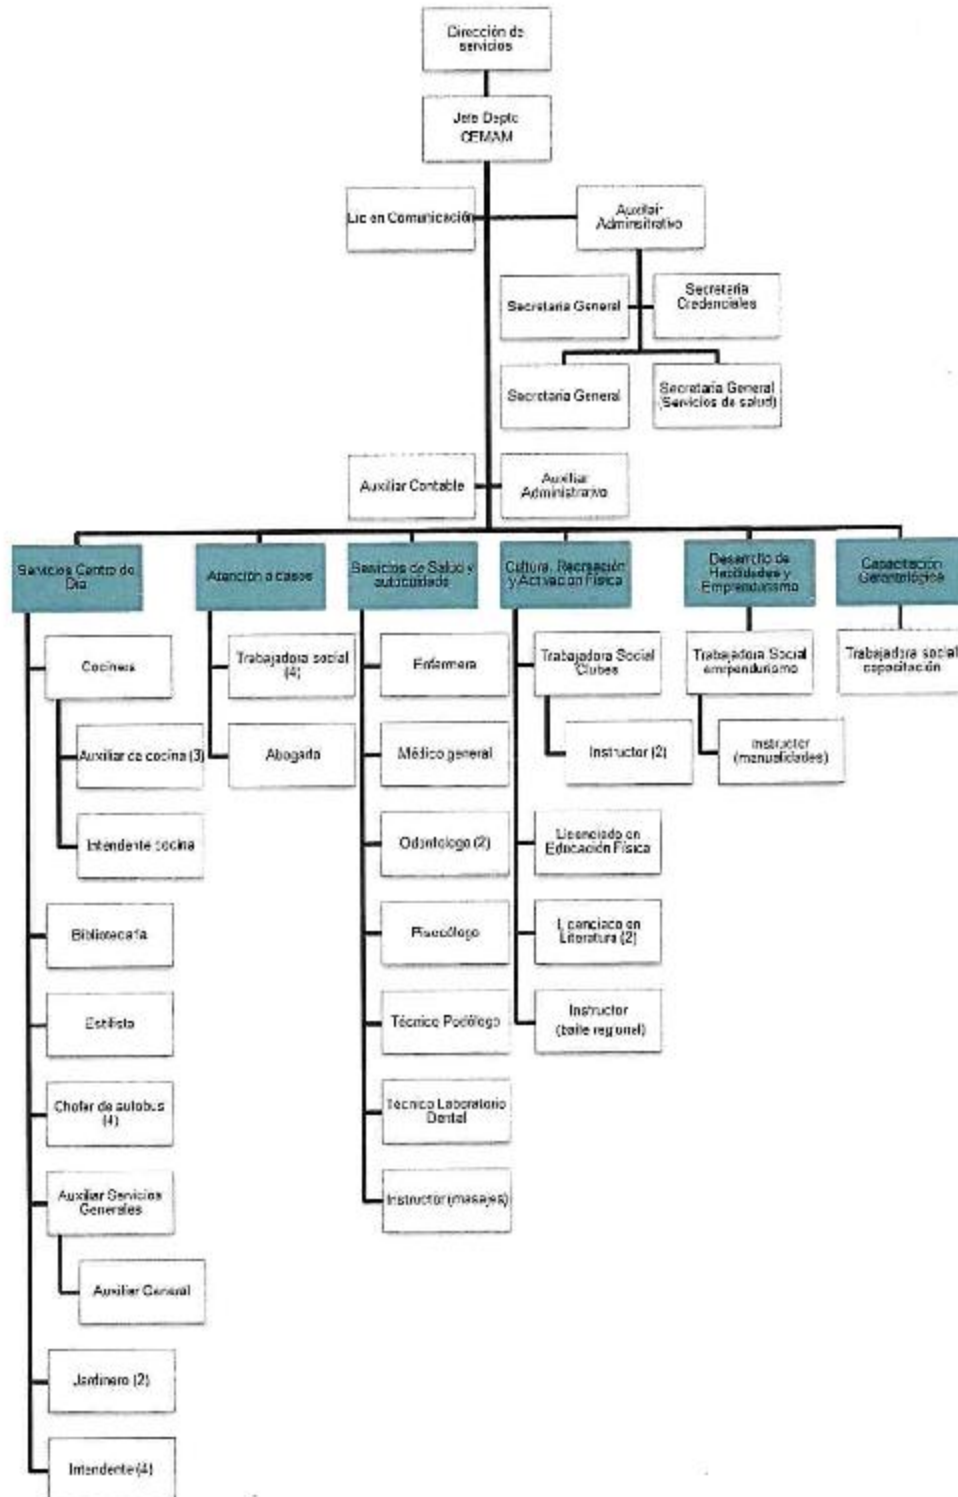 Dirección de
servicios
Jefe Depto
CEMAM
Lic en Comunicación
Auxilair
Adminsitrativo
Secretaria General
Secretaria
Credenciales
Secretaria General
Secretaria General
(Servicios de salud)
Auxiliar Contable
Auxiliar
Administrativo
Servicios Centro de
Día
Atención a casos
Servicios de Salud y
autocuidado
Cultura, Recreación
y Activación Física
Desarrollo de
Habilidades y
Emprendurismo
Capacitación
Gerontológica
Cocinera
Auxiliar de cocina (3)
Intendente cocina
Bibliotecaria
Estilista
Chofer de autobus
(4)
Auxiliar Servicios
Generales
Auxiliar General
Jardinero (2)
Intendente (4)
Trabajadora social
(4)
Abogada
Enfermera
Médico general
Odontologo (2)
Pisocólogo
Técnico Podólogo
Técnico Laboratorio
Dental
Instructor (masajes)
Trabajadora Social
Clubes
Instructor (2)
Licenciado en
Educación Física
Licenciado en
Literatura (2)
Instructor
(baile regional)
Trabajadora Social
empendurismo
Instructor
(manualidades)
Trabajadora social
capacitación